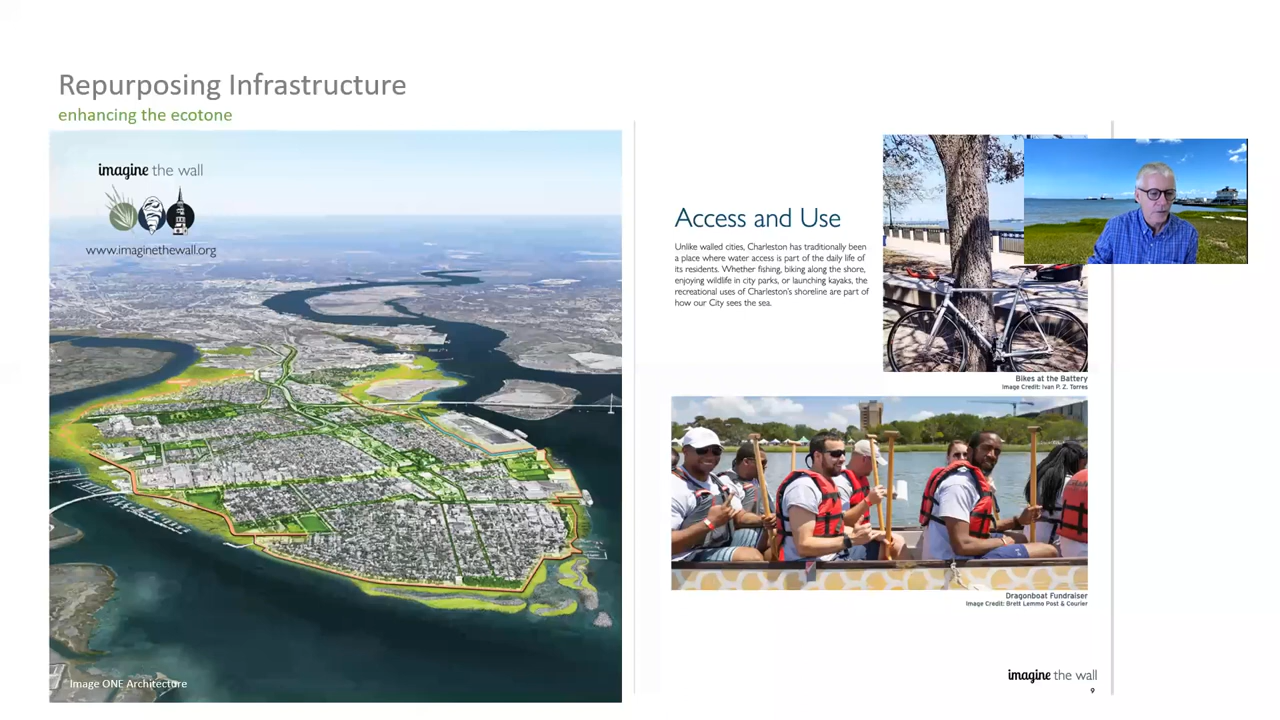 Repurposing Infrastructure
enhancing the ecotone
imagine the wall
www.imaginethewall.org
Image ONE Architecture
Access and Use
Unlike walled cities, Charleston has traditionally been
a place where water access is part of the daily life of
its residents. Whether fishing, biking along the shore,
enjoying wildlife in city parks, or launching kayaks, the
recreational uses of Charleston's shoreline are part of
how our City sees the sea.
Bikes at the Battery
Image Credit: Ivan P. Z. Torres
Dragonboat Fundraiser
Image Credit: Brett Lemmo Post & Courier
imagine the wall
9